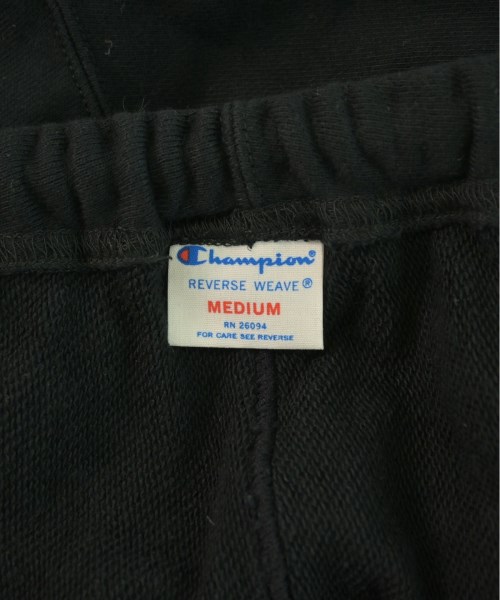 Champion®
REVERSE WEAVE®
MEDIUM
RN 26094
FOR CARE SEE REVERSE